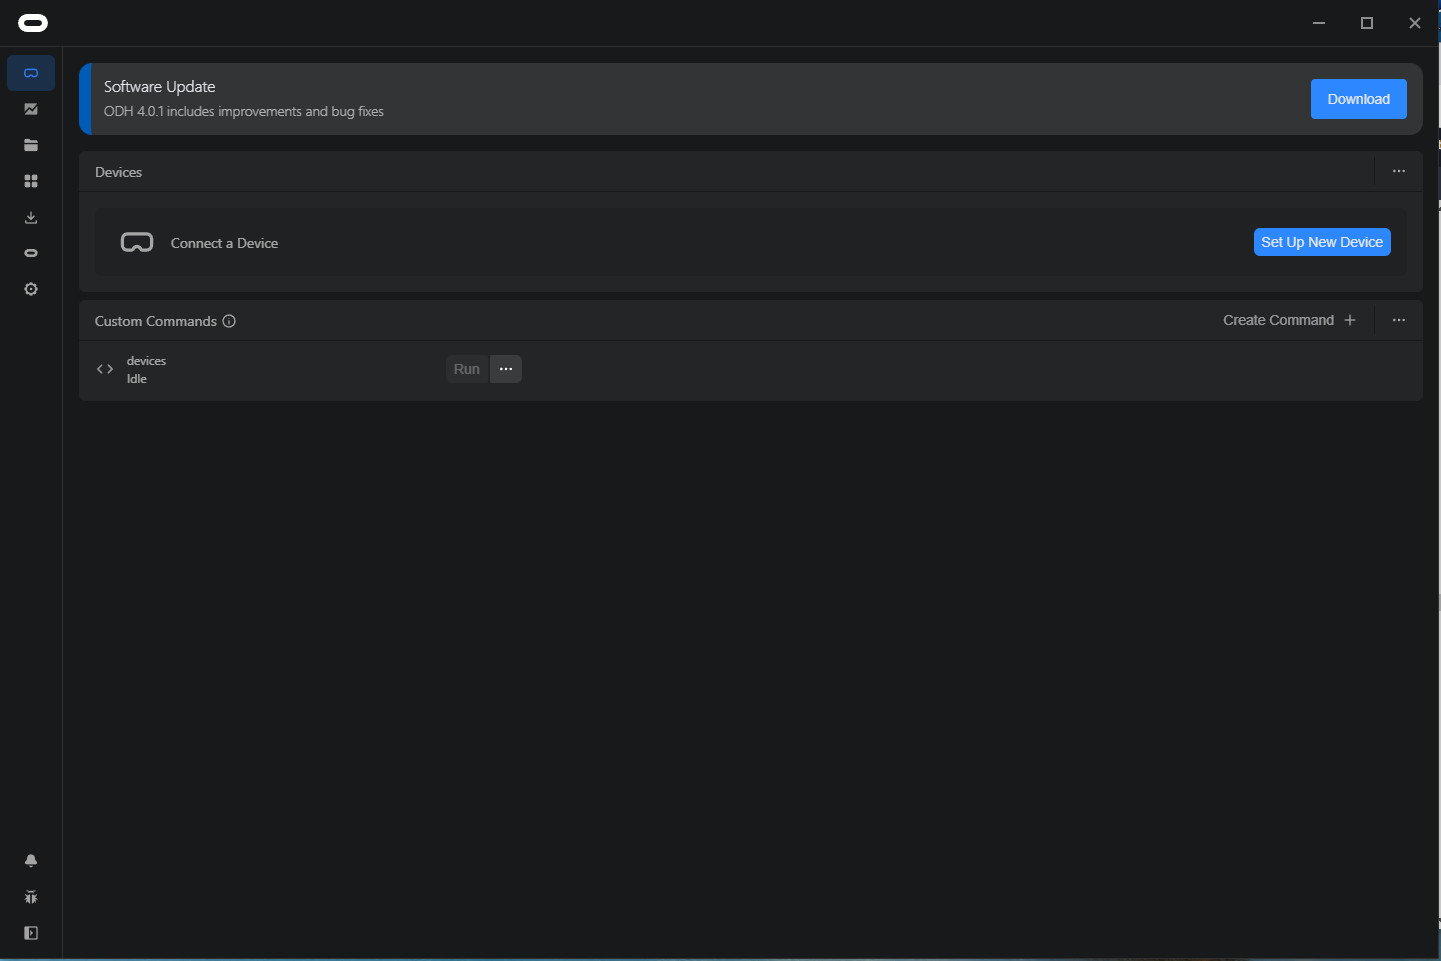 Software Update
ODH 4.0.1 includes improvements and bug fixes
Download
Devices
Connect a Device
Set Up New Device
Custom Commands
Create Command
devices
Idle
Run